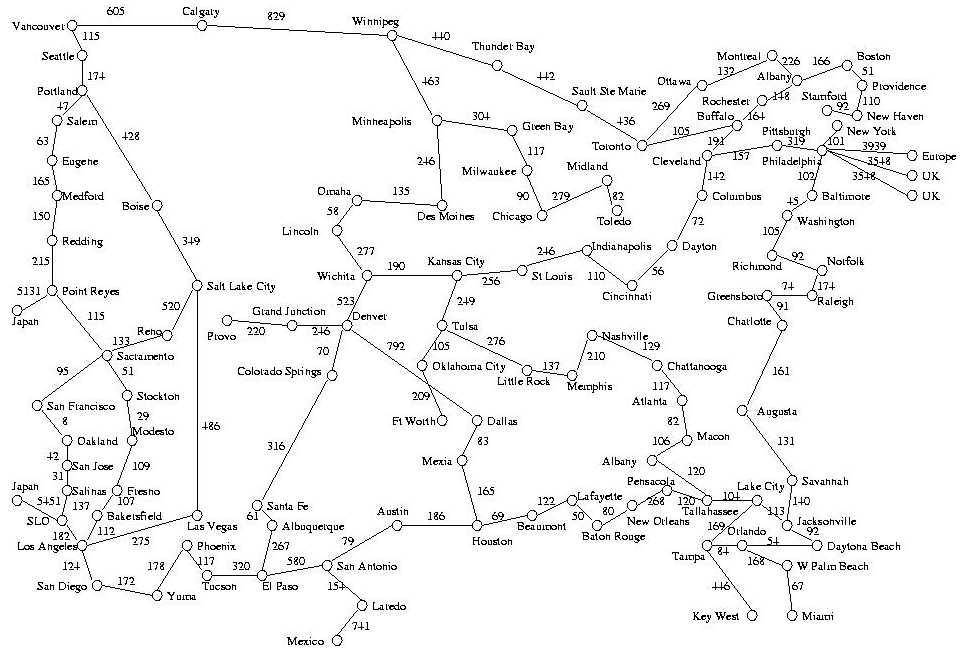 605
Calgary
829
Winnipeg
Vancouver
115
440
Thunder Bay
Seattle
174
463
442
Montreal
226
166
Boston
132
Albany
51
Ottawa
Providence
Portland
47
Sault Ste Marie
Rochester
148
Stamford
92
110
269
New Haven
Salem
428
Minneapolis
304
Green Bay
436
Buffalo
164
New York
105
Pittsburgh
63
117
Toronto
191
319
101
3939
Cleveland
157
Philadelphia
Europe
Eugene
246
Milwaukee
Midland
3548
165
90
279
82
142
3548
UK
102
Medford
Omaha
135
Columbus
Baltimore
UK
150
Boise
58
Des Moines
Chicago
Toledo
72
45
Washington
Lincoln
105
Redding
349
277
246
Indianapolis
Dayton
92
215
Kansas City
56
Richmond
Norfolk
Wichita
190
256
St Louis
110
174
5131
Point Reyes
Salt Lake City
Cincinnati
Greensboro
74
Raleigh
Japan
115
520
523
249
91
Grand Junction
Denver
Charlotte
133
Reno
Provo
220
246
Tulsa
Nashville
105
276
129
Sacramento
70
792
210
95
51
Colorado Springs
Oklahoma City
137
Chattanooga
161
Little Rock
Memphis
117
Stockton
209
Atlanta
San Francisco
29
Augusta
8
Modesto
486
Ft Worth
Dallas
82
Oakland
316
83
106
Macon
131
42
Mexia
Albany
San Jose
109
120
31
165
Pensacola
Lake City
Savannah
Japan
Salinas
Fresno
Lafayette
5451
137
107
Santa Fe
122
268
120
104
140
61
Austin
186
69
80
New Orleans
Tallahassee
113
SLO
Bakersfield
Las Vegas
Albuquerque
50
Jacksonville
182
112
Beaumont
169
Orlando
92
Los Angeles
275
Houston
Baton Rouge
54
Phoenix
267
79
Tampa
84
Daytona Beach
124
178
117
320
580
San Antonio
168
San Diego
172
Tucson
El Paso
154
446
W Palm Beach
Yuma
67
Laredo
741
Key West
Miami
Mexico